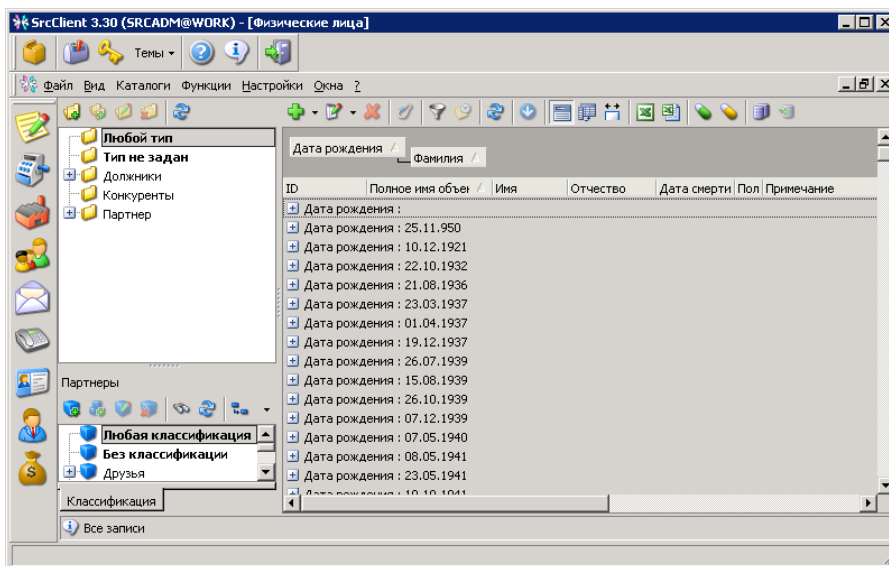 SrcClient 3.30 (SRCADM@WORK) - [Физические лица]
Темы
Файл Вид Каталоги Функции Настройки Окна ?
Любой тип
Тип не задан
Должники
Конкуренты
Партнер
Партнеры
Любая классификация
Без классификации
Друзья
Классификация
Дата рождения
Фамилия
ID Полное имя объек Имя Отчество Дата смерти Пол Примечание
Дата рождения :
Дата рождения : 25.11.950
Дата рождения : 10.12.1921
Дата рождения : 22.10.1932
Дата рождения : 21.08.1936
Дата рождения : 23.03.1937
Дата рождения : 01.04.1937
Дата рождения : 19.12.1937
Дата рождения : 26.07.1939
Дата рождения : 15.08.1939
Дата рождения : 26.10.1939
Дата рождения : 07.12.1939
Дата рождения : 07.05.1940
Дата рождения : 08.05.1941
Дата рождения : 23.05.1941
Дата рождения : 10.10.1941
Все записи